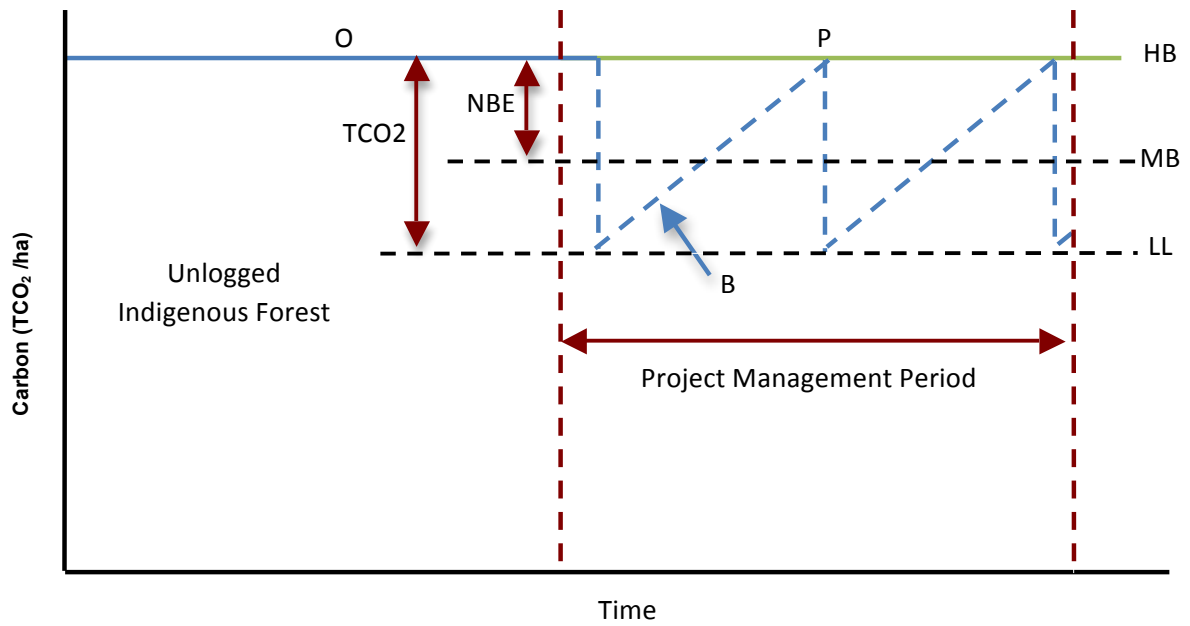 O
P
HB
NBE
TCO2
MB
LL
Unlogged
Indigenous Forest
B
Project Management Period
Carbon (TCO₂ /ha)
Time